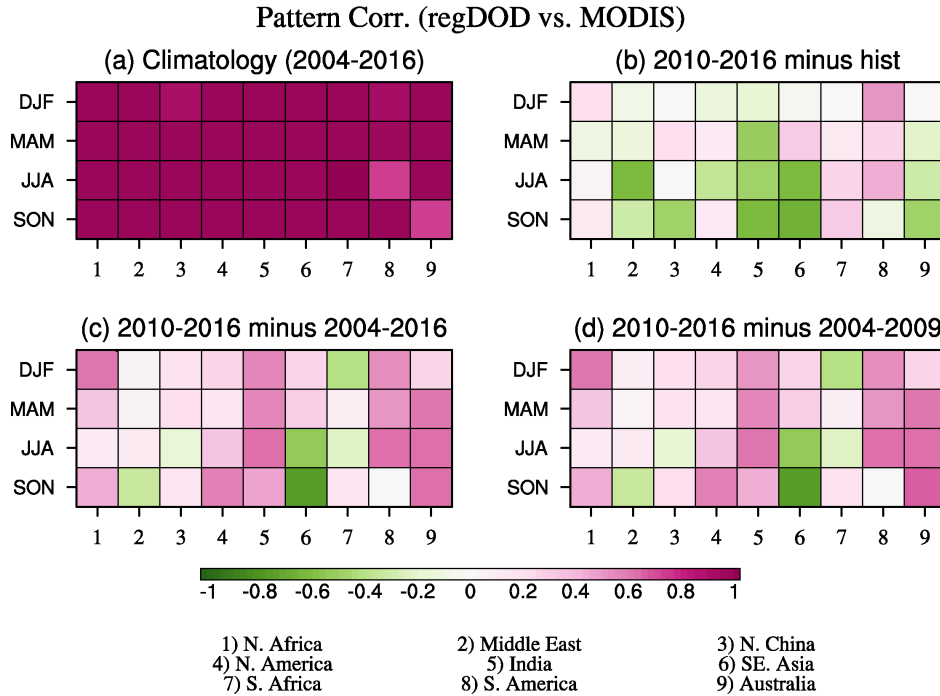 Pattern Corr. (regDOD vs. MODIS)
(a) Climatology (2004-2016)
DJF
MAM
JJA
SON
1 2 3 4 5 6 7 8 9
(b) 2010-2016 minus hist
DJF
MAM
JJA
SON
1 2 3 4 5 6 7 8 9
(c) 2010-2016 minus 2004-2016
DJF
MAM
JJA
SON
1 2 3 4 5 6 7 8 9
(d) 2010-2016 minus 2004-2009
DJF
MAM
JJA
SON
1 2 3 4 5 6 7 8 9
-1 -0.8 -0.6 -0.4 -0.2 0 0.2 0.4 0.6 0.8 1
1) N. Africa 2) Middle East 3) N. China
4) N. America 5) India 6) SE. Asia
7) S. Africa 8) S. America 9) Australia